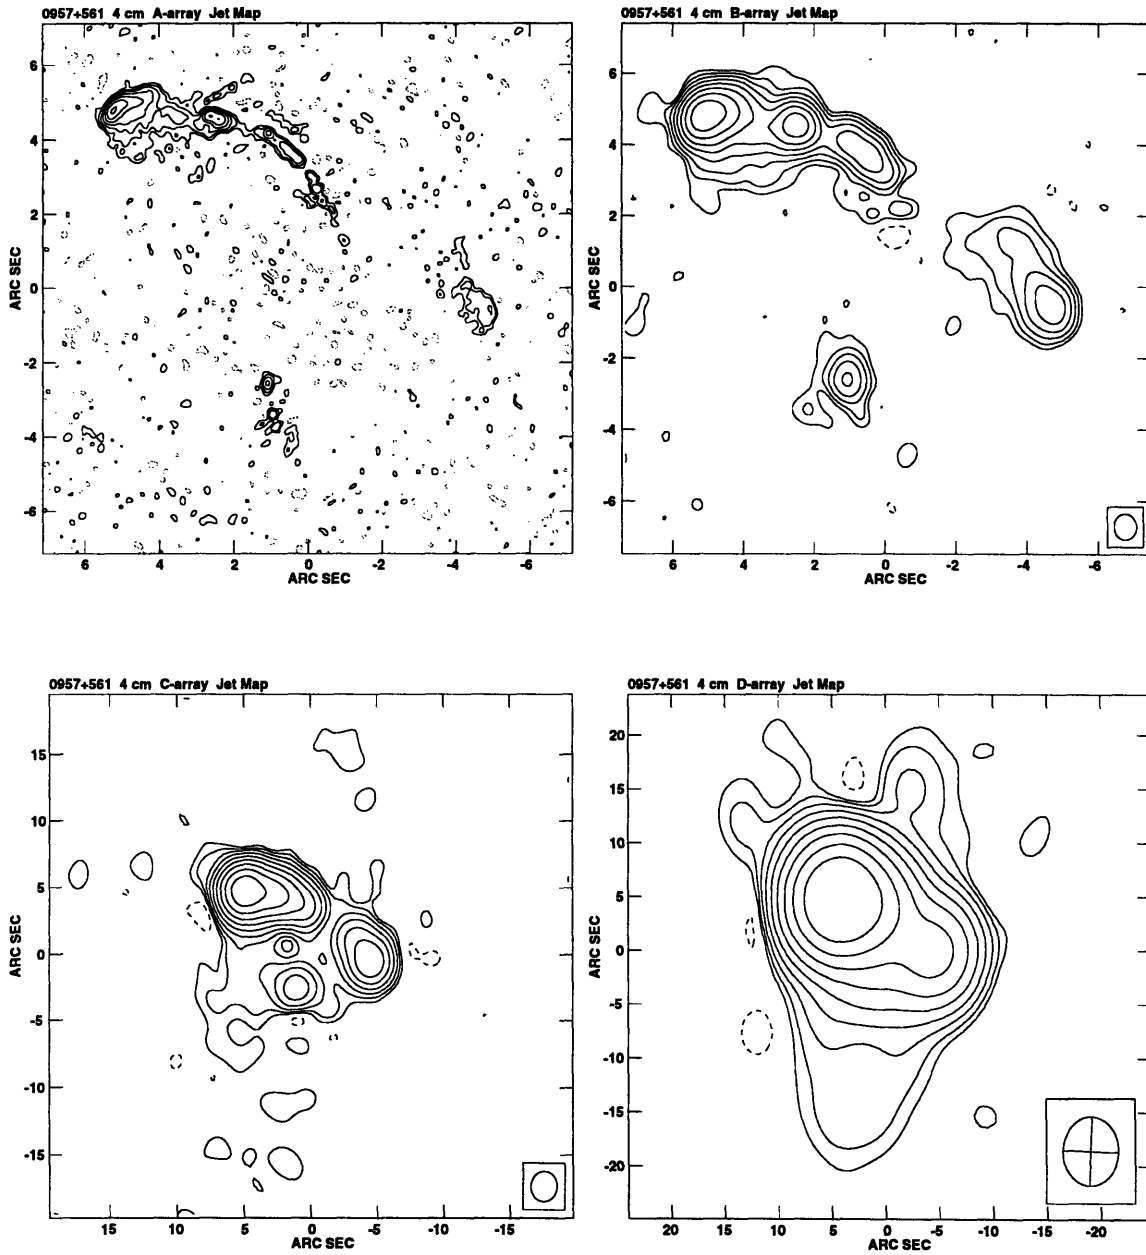 0957+561 4 cm A-array Jet Map
6
4
2
0
-2
-4
-6
ARC SEC
6 4 2 0 -2 -4 -6
ARC SEC
0957+561 4 cm B-array Jet Map
6
4
2
0
-2
-4
-6
ARC SEC
6 4 2 0 -2 -4 -6
ARC SEC
0957+561 4 cm C-array Jet Map
15
10
5
0
-5
-10
-15
ARC SEC
15 10 5 0 -5 -10 -15
ARC SEC
0957+561 4 cm D-array Jet Map
20
15
10
5
0
-5
-10
-15
-20
ARC SEC
20 15 10 5 0 -5 -10 -15 -20
ARC SEC